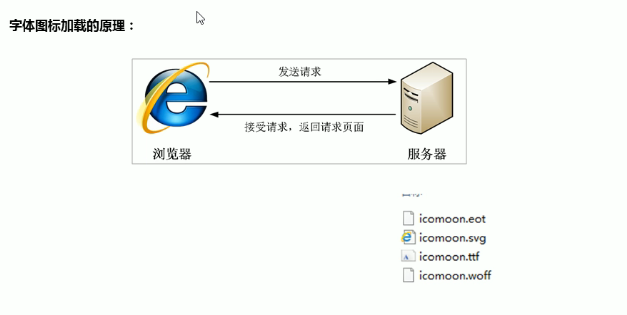 字体图标加载的原理：
发送请求
接受请求，返回请求页面
浏览器
服务器
icomoon.eot
icomoon.svg
icomoon.ttf
icomoon.woff